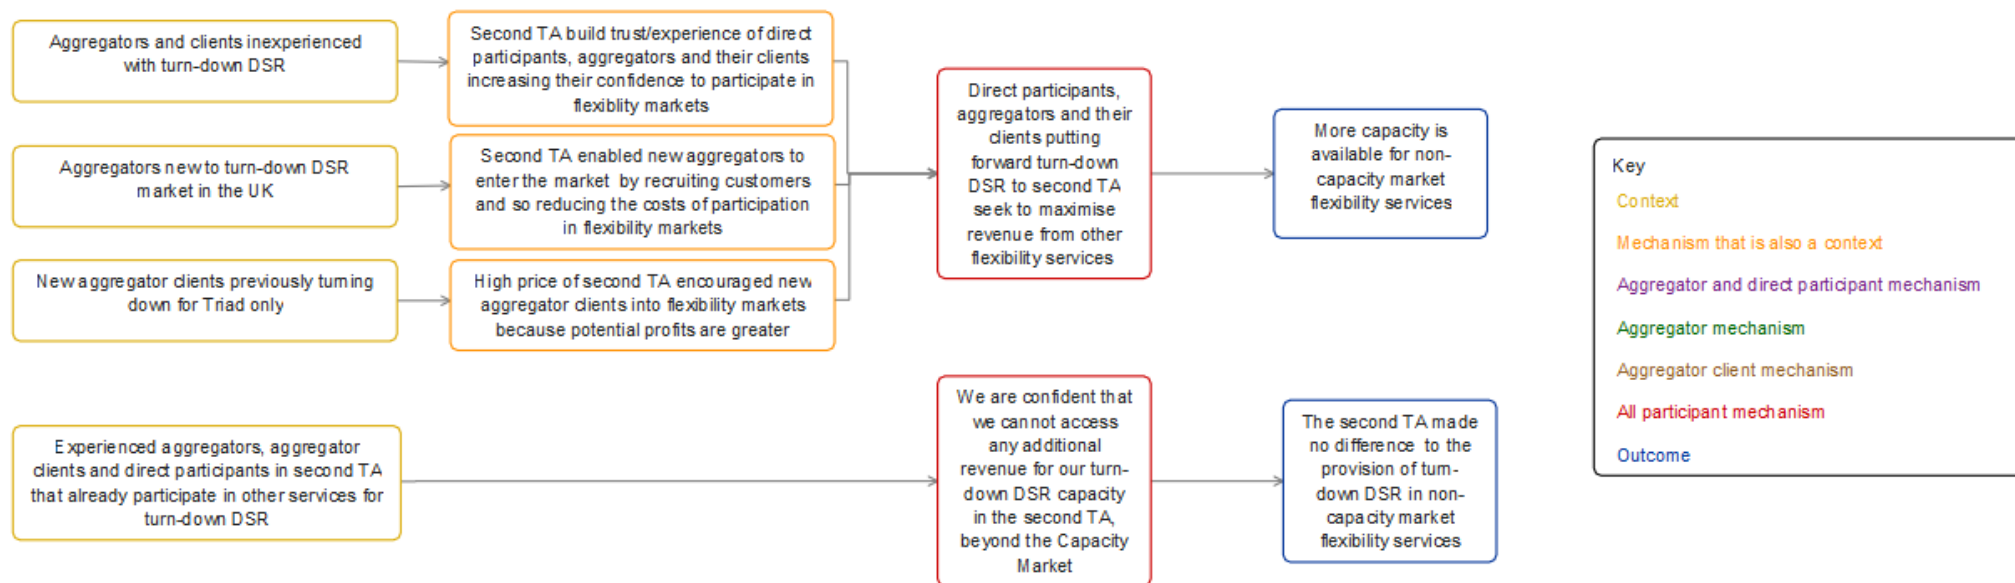 Aggregators and clients inexperienced
with turn-down DSR
Second TA build trust/experience of direct
participants, aggregators and their clients
increasing their confidence to participate in
flexiblity markets
Aggregators new to turn-down DSR
market in the UK
Second TA enabled new aggregators to
enter the market by recruiting customers
and so reducing the costs of participation
in flexibility markets
New aggregator clients previously turning
down for Triad only
High price of second TA encouraged new
aggregator clients into flexibility markets
because potential profits are greater
Direct participants,
aggregators and their
clients putting
forward turn-down
DSR to second TA
seek to maximise
revenue from other
flexibility services
More capacity is
available for non-
capacity market
flexibility services
Experienced aggregators, aggregator
clients and direct participants in second TA
that already participate in other services for
turn-down DSR
We are confident that
we cannot access
any additional
revenue for our turn-
down DSR capacity
in the second TA,
beyond the Capacity
Market
The second TA made
no difference to the
provision of turn-
down DSR in non-
capacity market
flexibility services
Key
Context
Mechanism that is also a context
Aggregator and direct participant mechanism
Aggregator mechanism
Aggregator client mechanism
All participant mechanism
Outcome